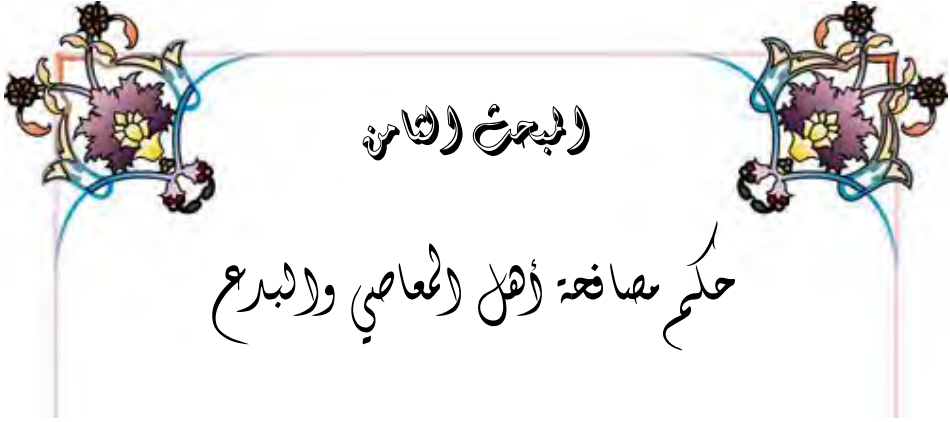 المبحث الثامن
حكم مصافحة أهل المعاصي والبدع